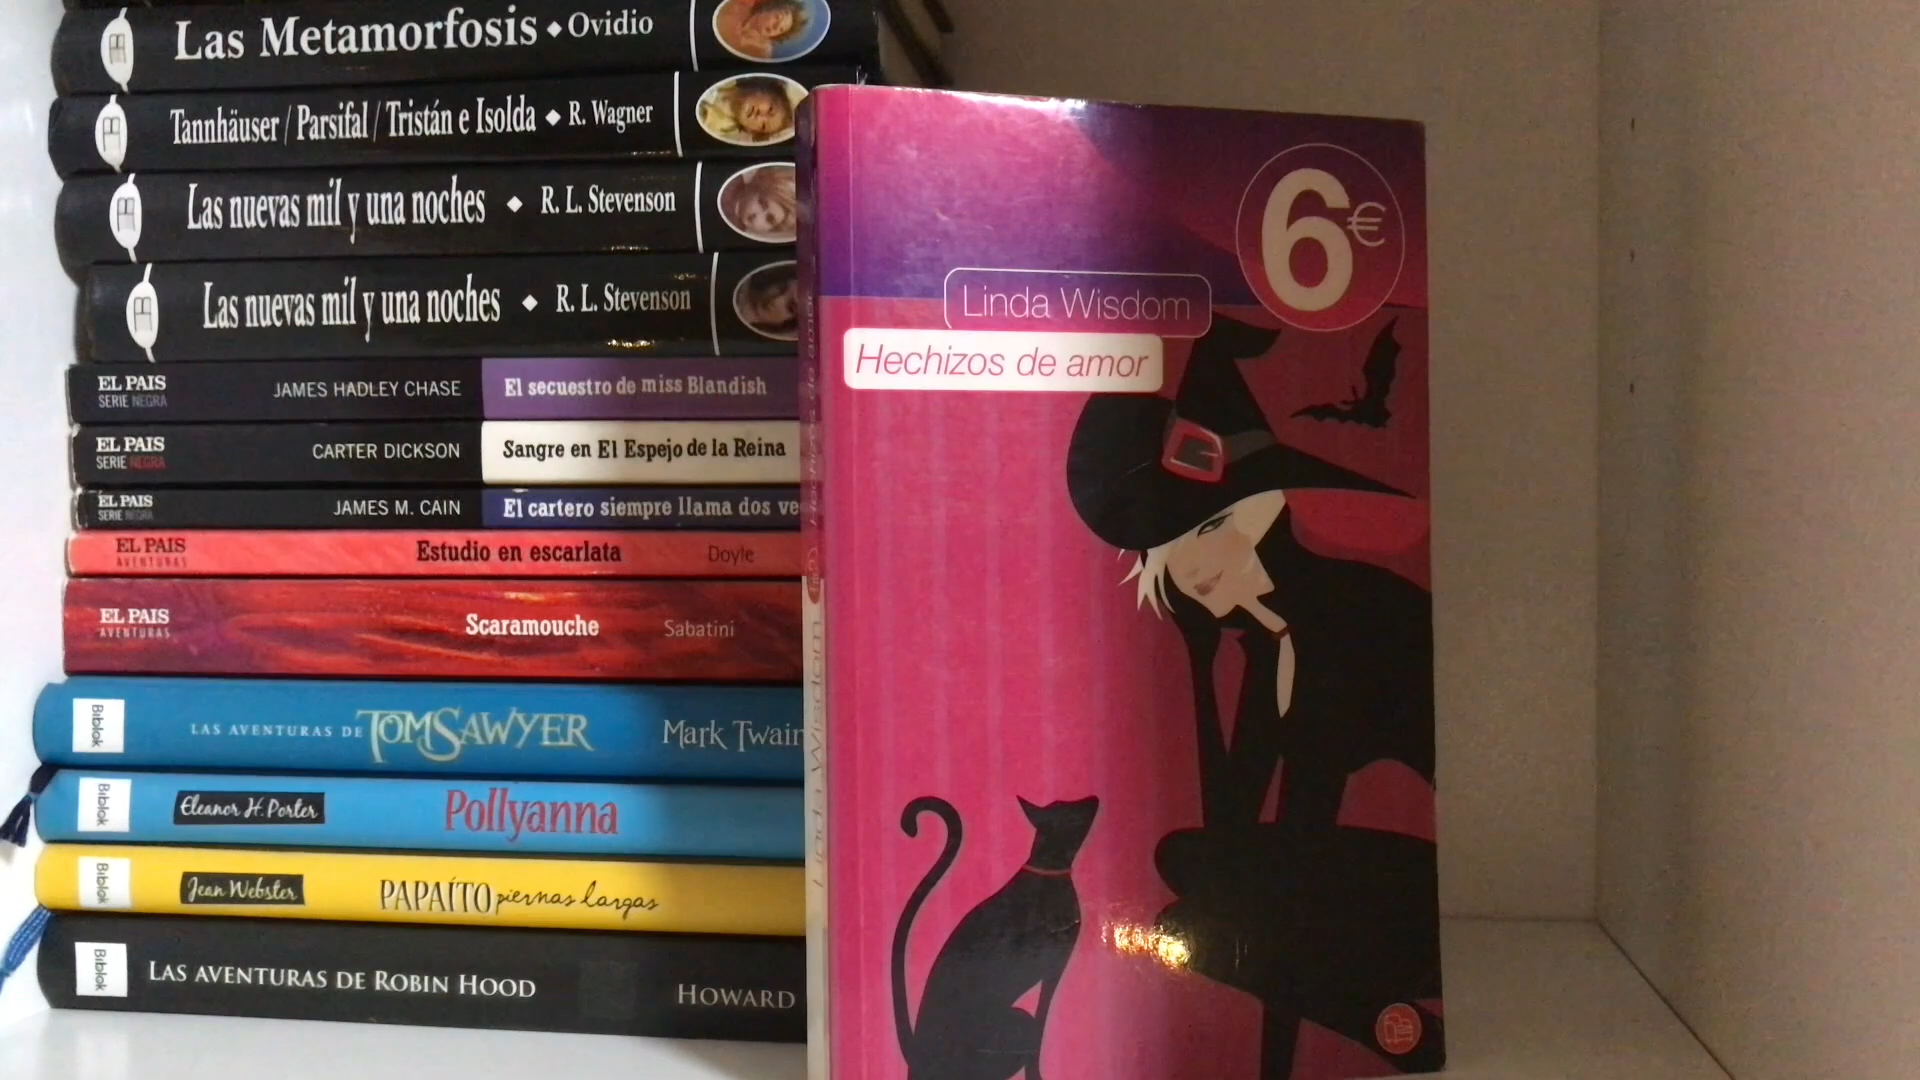 Las Metamorfosis ◆ Ovidio
Tannhäuser / Parsifal / Tristán e Isolda ◆ R. Wagner
Las nuevas mil y una noches ◆ R. L. Stevenson
Las nuevas mil y una noches ◆ R. L. Stevenson
EL PAIS
SERIE NEGRA
JAMES HADLEY CHASE
El secuestro de miss Blandish
EL PAIS
SERIE NEGRA
CARTER DICKSON
Sangre en El Espejo de la Reina
EL PAIS
SERIE NEGRA
JAMES M. CAIN
El cartero siempre llama dos ve
EL PAIS
AVENTURAS
Estudio en escarlata
Doyle
EL PAIS
AVENTURAS
Scaramouche
Sabatini
Biblok
LAS AVENTURAS DE TOM SAWYER
Mark Twain
Biblok
Eleanor H. Porter
Pollyanna
Biblok
Jean Webster
PAPAÍTO piernas largas
Biblok
LAS AVENTURAS DE ROBIN HOOD
HOWARD
Linda Wisdom Hechizos de amor
6€
Linda Wisdom
Hechizos de amor